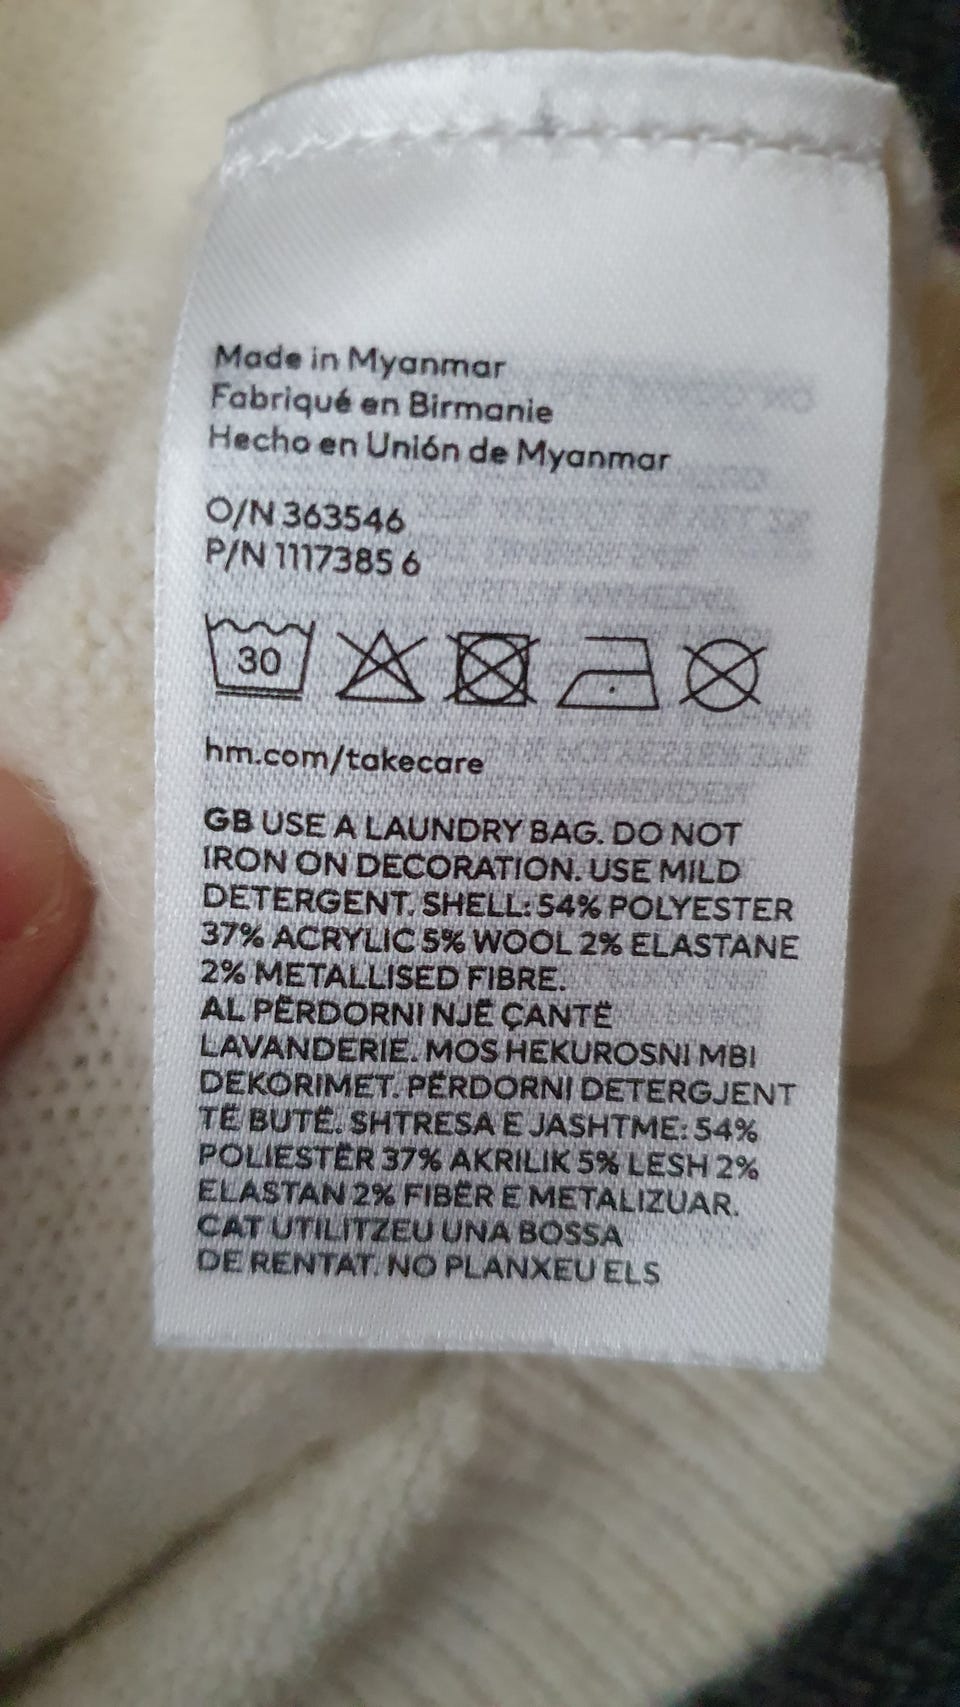 Made in Myanmar
Fabriqué en Birmanie
Hecho en Unión de Myanmar
O/N 363546
P/N 1117385 6
30
hm.com/takecare
GB USE A LAUNDRY BAG. DO NOT
IRON ON DECORATION. USE MILD
DETERGENT. SHELL: 54% POLYESTER
37% ACRYLIC 5% WOOL 2% ELASTANE
2% METALLISED FIBRE.
AL PËRDORNI NJË ÇANTË
LAVANDERIE. MOS HEKUROSNI MBI
DEKORIMET. PËRDORNI DETERGJENT
TË BUTË. SHTRESA E JASHTME: 54%
POLIESTËR 37% AKRILIK 5% LESH 2%
ELASTAN 2% FIBËR E METALIZUAR.
CAT UTILITZEU UNA BOSSA
DE RENTAT. NO PLANXEU ELS